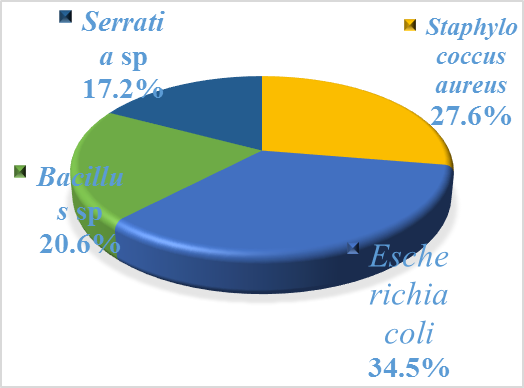 Serrati
a sp
17.2%
Staphylo
coccus
aureus
27.6%
Bacillu
s sp
20.6%
Esche
richia
coli
34.5%